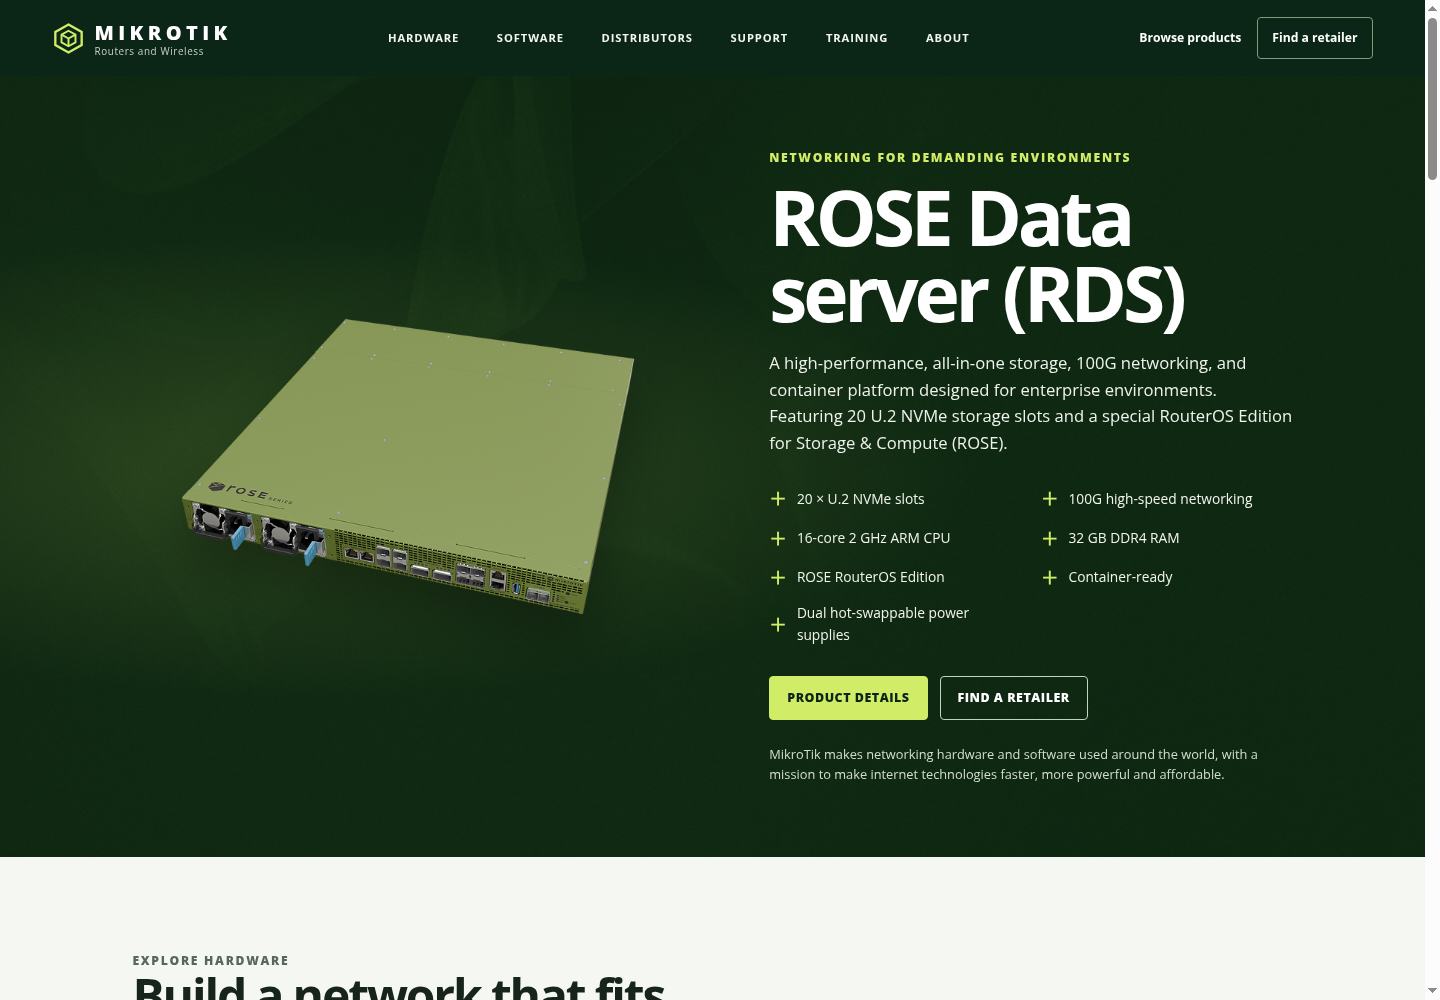 MIKROTIK
Routers and Wireless
HARDWARE
SOFTWARE
DISTRIBUTORS
SUPPORT
TRAINING
ABOUT
Browse products
Find a retailer
NETWORKING FOR DEMANDING ENVIRONMENTS
ROSE Data
server (RDS)
A high-performance, all-in-one storage, 100G networking, and
container platform designed for enterprise environments.
Featuring 20 U.2 NVMe storage slots and a special RouterOS Edition
for Storage & Compute (ROSE).
20 × U.2 NVMe slots
100G high-speed networking
16-core 2 GHz ARM CPU
32 GB DDR4 RAM
ROSE RouterOS Edition
Container-ready
Dual hot-swappable power
supplies
PRODUCT DETAILS
FIND A RETAILER
MikroTik makes networking hardware and software used around the world, with a
mission to make internet technologies faster, more powerful and affordable.
rose SERIES
EXPLORE HARDWARE
Build a network that fits